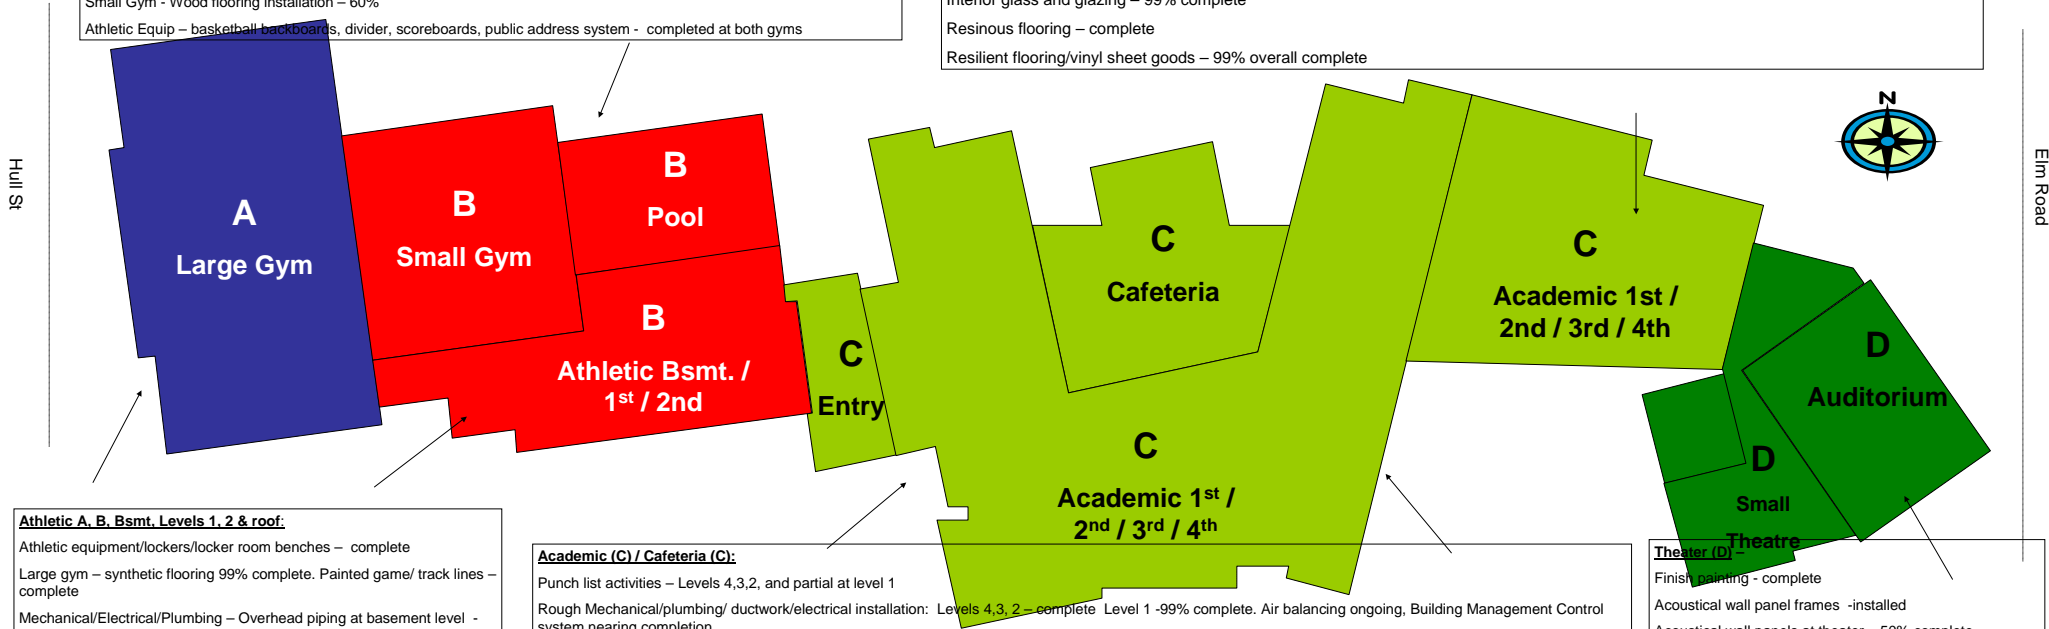 Small Gym - Wood flooring installation – 60%
Athletic Equip – basketball backboards, divider, scoreboards, public address system -  completed at both gyms
Interior glass and glazing – 99% complete
Resinous flooring – complete
Resilient flooring/vinyl sheet goods – 99% overall complete
N
Hull St
Elm Road
A
Large Gym
B
Small Gym
B
Pool
B
Athletic Bsmt. /
1st / 2nd
C
Entry
C
Cafeteria
C
Academic 1st /
2nd / 3rd / 4th
C
Academic 1st /
2nd / 3rd / 4th
D
Auditorium
D
Small
Theatre
Athletic A, B, Bsmt, Levels 1, 2 & roof:
Athletic equipment/lockers/locker room benches –  complete
Large gym – synthetic flooring 99% complete. Painted game/ track lines –
complete
Mechanical/Electrical/Plumbing – Overhead piping at basement level  -
Academic (C) / Cafeteria (C):
Punch list activities – Levels 4,3,2, and partial at level 1
Rough Mechanical/plumbing/ ductwork/electrical installation:  Levels 4,3, 2 – complete  Level 1 -99% complete. Air balancing ongoing, Building Management Control
system nearing completion
Theater (D) –
Finish painting - complete
Acoustical wall panel frames  -installed
Acoustical wall panels at theater – 50% complete